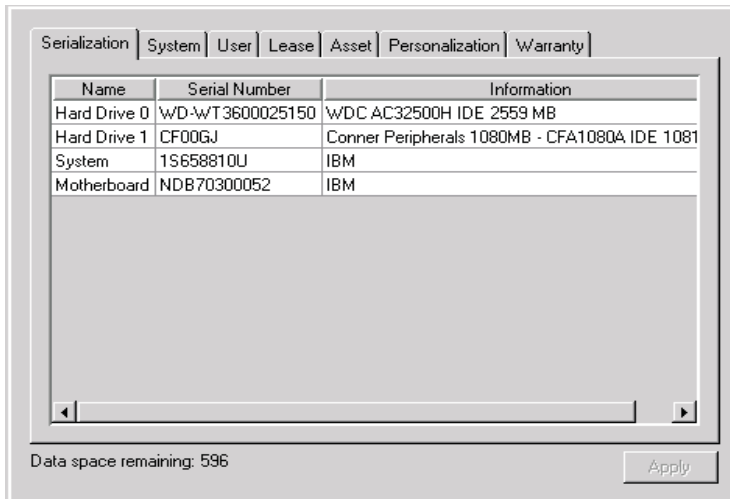 Serialization System User Lease Asset Personalization Warranty
Name Serial Number Information
Hard Drive 0 WD-WT3600025150 WDC AC32500H IDE 2559 MB
Hard Drive 1 CF00GJ Conner Peripherals 1080MB - CFA1080A IDE 1081
System 1S658810U IBM
Motherboard NDB70300052 IBM
Data space remaining: 596
Apply